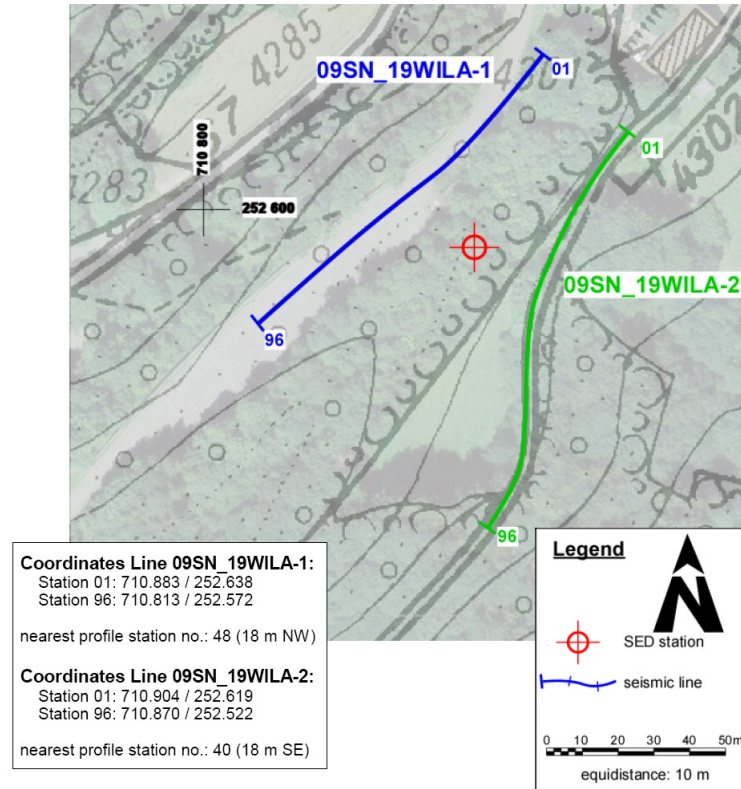 4285
09SN_19WILA-1
01
710 800
01
4283
252 600
4302
09SN_19WILA-2
96
96
Coordinates Line 09SN_19WILA-1:
Station 01: 710.883 / 252.638
Station 96: 710.813 / 252.572
nearest profile station no.: 48 (18 m NW)
Coordinates Line 09SN_19WILA-2:
Station 01: 710.904 / 252.619
Station 96: 710.870 / 252.522
nearest profile station no.: 40 (18 m SE)
Legend
N
SED station
seismic line
0 10 20 30 40 50m
equidistance: 10 m